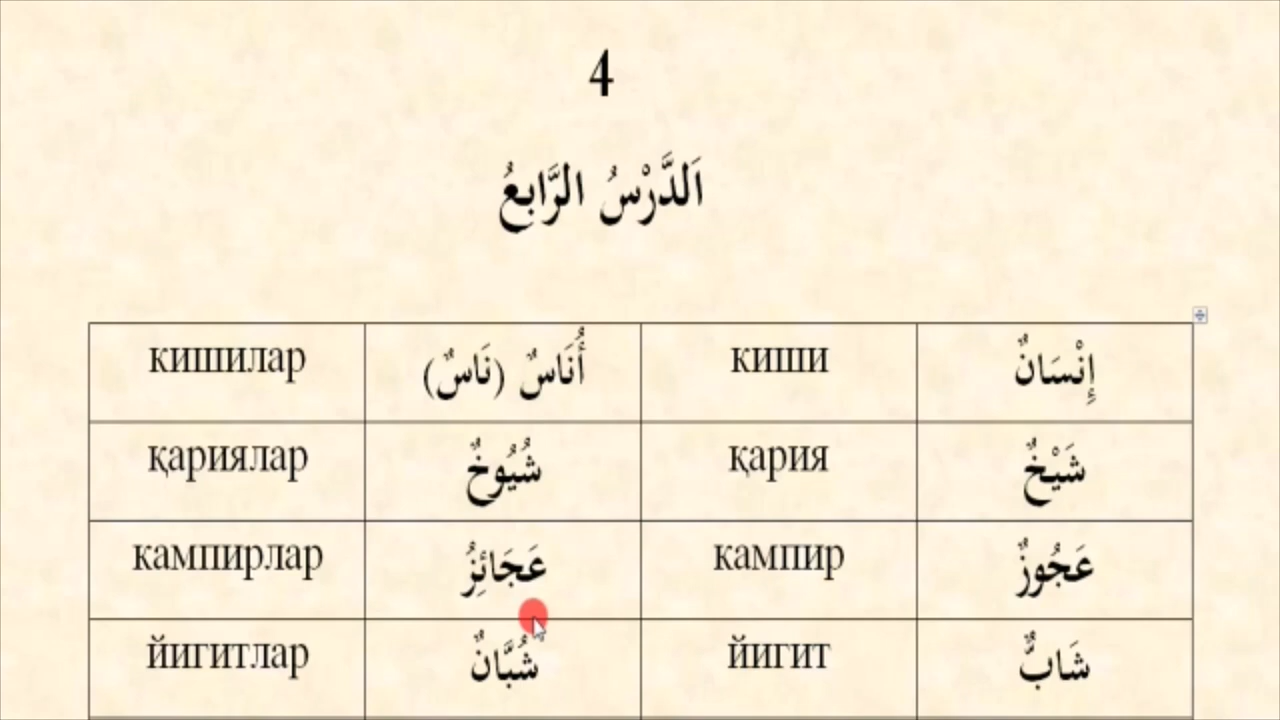 4
اَلدَّرْسُ الرَّابِعُ
кишилар أُنَاسٌ (نَاسٌ) киши إِنْسَانٌ
қариялар شُيُوخٌ қария شَيْخٌ
кампирлар عَجَائِزُ кампир عَجُوزٌ
йигитлар شُبَّانٌ йигит شَابٌّ